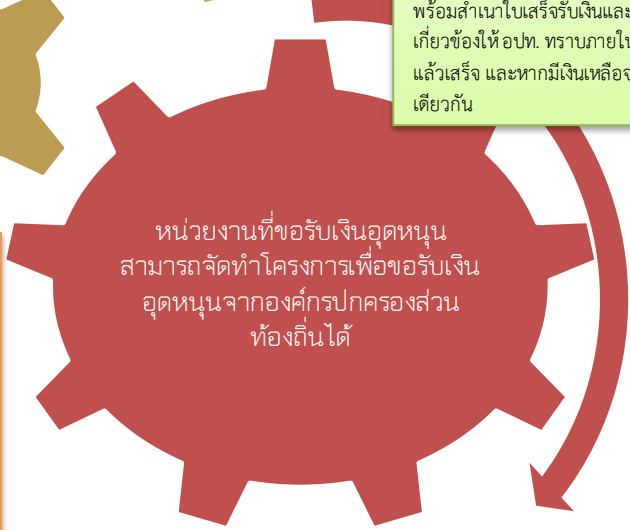 พร้อมสำเนาใบเสร็จรับเงินและ
เกี่ยวข้องให้ อปท. ทราบภายใน
แล้วเสร็จ และหากมีเงินเหลือจ
เดียวกัน
หน่วยงานที่ขอรับเงินอุดหนุน
สามารถจัดทำโครงการเพื่อขอรับเงิน
อุดหนุนจากองค์กรปกครองส่วน
ท้องถิ่นได้